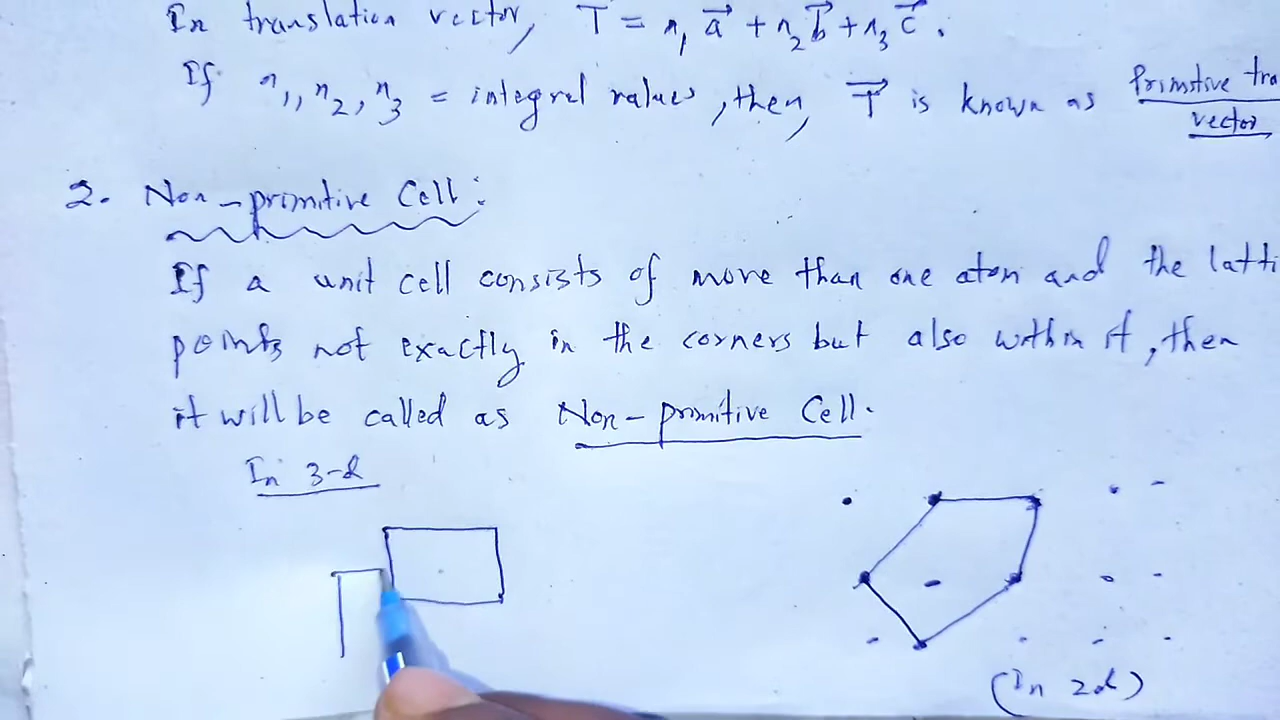 In translation vector, T = n₁ a⃗ + n₂ b⃗ + n₃ c⃗.
If n₁, n₂, n₃ = integral values, then, T⃗ is known as Primitive tra
vector
2. Non-primitive Cell:
If a unit cell consists of more than one atom and the latti
points not exactly in the corners but also within it, then
it will be called as Non-primitive Cell.
In 3-d
(In 2d)